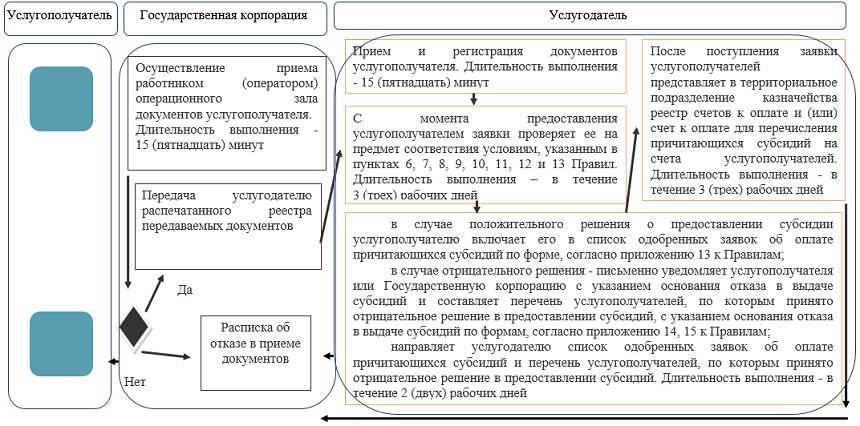 Услугополучатель
Государственная корпорация
Услугодатель
Осуществление приема
работником (оператором)
операционного зала
документов услугополучателя.
Длительность выполнения -
15 (пятнадцать) минут
Передача услугодателю
распечатанного реестра
передаваемых документов
Да
Нет
Расписка об
отказе в приеме
документов
Прием и регистрация документов
услугополучателя. Длительность выполнения
- 15 (пятнадцать) минут
С момента предоставления
услугополучателем заявки проверяет ее на
предмет соответствия условиям, указанным в
пунктах 6, 7, 8, 9, 10, 11, 12 и 13 Правил.
Длительность выполнения – в течение
3 (трех) рабочих дней
После поступления заявки
услугополучателей
представляет в территориальное
подразделение казначейства
реестр счетов к оплате и (или)
счет к оплате для перечисления
причитающихся субсидий на
счета услугополучателей.
Длительность выполнения - в
течение 3 (трех) рабочих дней
в случае положительного решения о предоставлении субсидии
услугополучателю включает его в список одобренных заявок об оплате
причитающихся субсидий по форме, согласно приложению 13 к Правилам;
в случае отрицательного решения - письменно уведомляет услугополучателя
или Государственную корпорацию с указанием основания отказа в выдаче
субсидий и составляет перечень услугополучателей, по которым принято
отрицательное решение в предоставлении субсидий, с указанием основания отказа
в выдаче субсидий по формам, согласно приложению 14, 15 к Правилам;
направляет услугодателю список одобренных заявок об оплате
причитающихся субсидий и перечень услугополучателей, по которым принято
отрицательное решение в предоставлении субсидий. Длительность выполнения - в
течение 2 (двух) рабочих дней